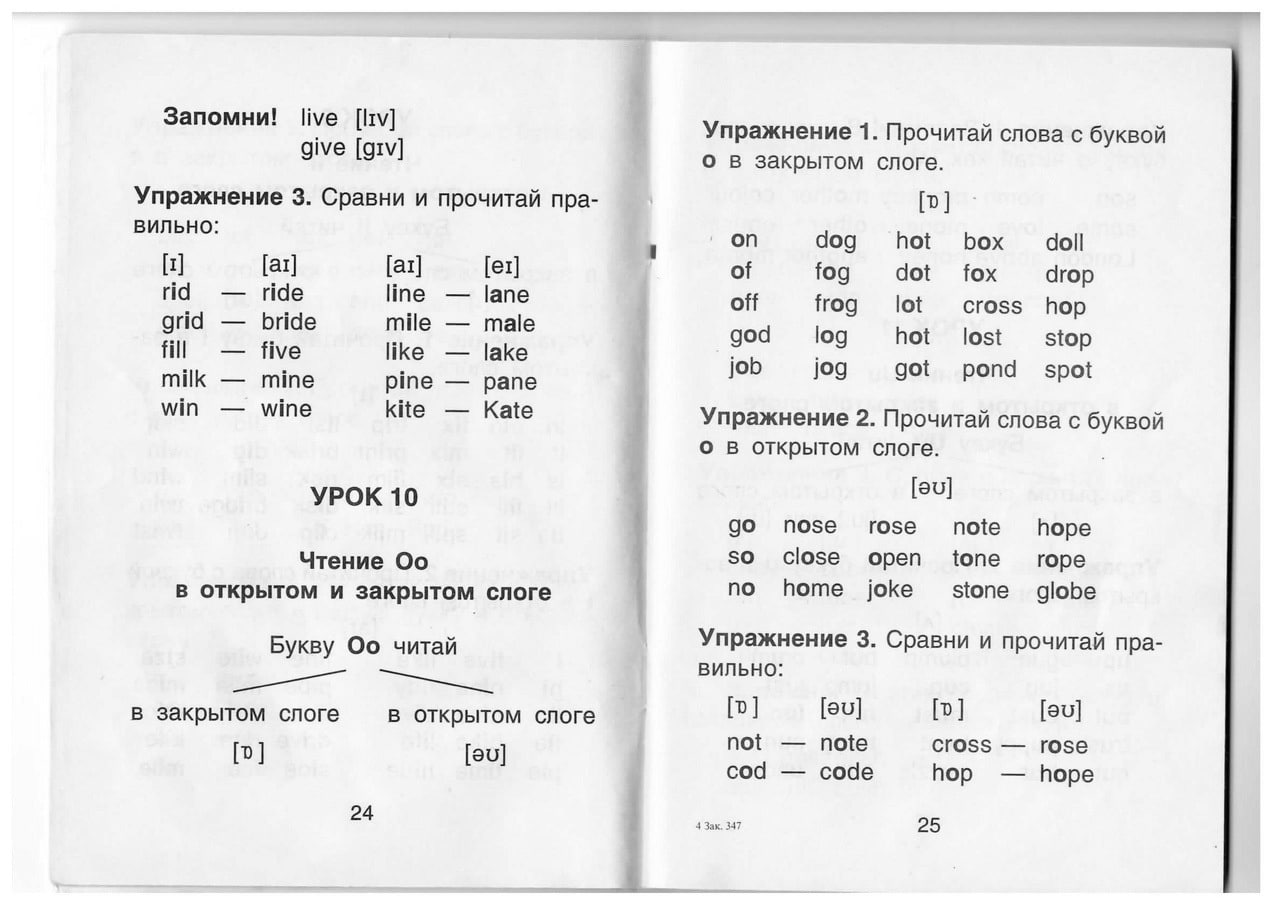 Запомни! live [lɪv]
give [gɪv]
Упражнение 3. Сравни и прочитай пра-
вильно:
[ɪ] [aɪ] [aɪ] [eɪ]
rid — ride line — lane
grid — bride mile — male
fill — five like — lake
milk — mine pine — pane
win — wine kite — Kate
УРОК 10
Чтение Oo
в открытом и закрытом слоге
Букву Oo читай
в закрытом слоге в открытом слоге
[ɒ] [əʊ]
24
Упражнение 1. Прочитай слова с буквой
o в закрытом слоге.
[ɒ]
on dog hot box doll
of fog dot fox drop
off frog lot cross hop
god log hot lost stop
job jog got pond spot
Упражнение 2. Прочитай слова с буквой
o в открытом слоге.
[əʊ]
go nose rose note hope
so close open tone rope
no home joke stone globe
Упражнение 3. Сравни и прочитай пра-
вильно:
[ɒ] [əʊ] [ɒ] [əʊ]
not — note cross — rose
cod — code hop — hope
4 Зак. 347
25